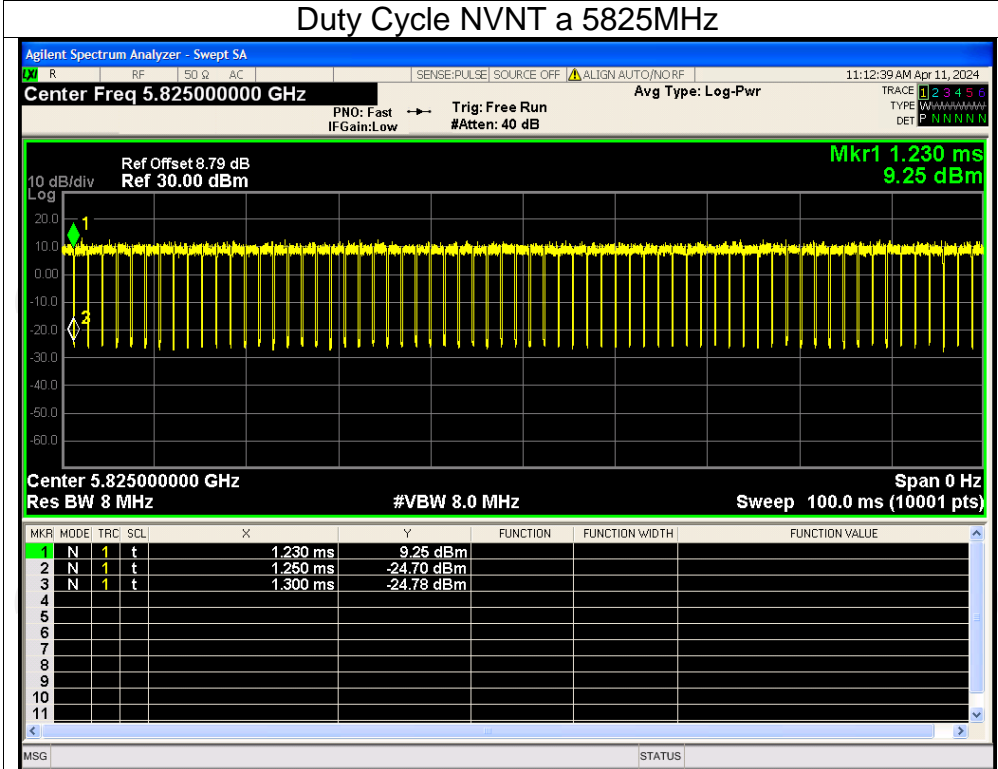 Duty Cycle NVNT a 5825MHz
Agilent Spectrum Analyzer - Swept SA
LXI R RF 50 Ω AC SENSE:PULSE SOURCE OFF ALIGN AUTO/NO RF 11:12:39 AM Apr 11, 2024
Center Freq 5.825000000 GHz Avg Type: Log-Pwr TRACE 1 2 3 4 5 6
PNO: Fast Trig: Free Run TYPE W
IFGain:Low #Atten: 40 dB DET P N N N N N
Mkr1 1.230 ms
Ref Offset 8.79 dB
10 dB/div Ref 30.00 dBm 9.25 dBm
Log
20.0
1
10.0
0.00
-10.0
3
-20.0
-30.0
-40.0
-50.0
-60.0
Center 5.825000000 GHz Span 0 Hz
Res BW 8 MHz #VBW 8.0 MHz Sweep 100.0 ms (10001 pts)
MKR MODE TRC SCL X Y FUNCTION FUNCTION WIDTH FUNCTION VALUE
1 N 1 t 1.230 ms 9.25 dBm
2 N 1 t 1.250 ms -24.70 dBm
3 N 1 t 1.300 ms -24.78 dBm
4
5
6
7
8
9
10
11
MSG STATUS